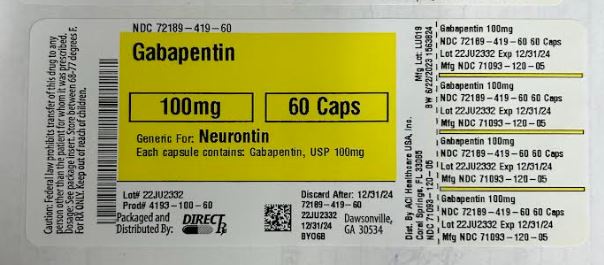 Caution: Federal law prohibits transfer of this drug to any
person other than the patient for whom it was prescribed.
Dosage: See package insert. Store between 68-77 degrees F.
For RX ONLY. Keep out of reach of children.
NDC 72189-419-60
Gabapentin
100mg
60 Caps
Generic For: Neurontin
Each capsule contains: Gabapentin, USP 100mg
Lot# 22JU2332
Prod# 4193-100-60
Packaged and
Distributed By:
DIRECT Rx
Discard After: 12/31/24
72189-419-60
22JU2332
12/31/24
BYO6B
Dawsonville,
GA 30534
Mfg Lot: LU019
BW 6/22/2023 1563824
Dist. By ACI Healthcare USA, Inc.
Coral Springs, FL 33065
NDC 71093-120-05
Gabapentin 100mg
NDC 72189-419-60 60 Caps
Lot 22JU2332 Exp 12/31/24
Mfg NDC 71093-120-05
Gabapentin 100mg
NDC 72189-419-60 60 Caps
Lot 22JU2332 Exp 12/31/24
Mfg NDC 71093-120-05
Gabapentin 100mg
NDC 72189-419-60 60 Caps
Lot 22JU2332 Exp 12/31/24
Mfg NDC 71093-120-05
Gabapentin 100mg
NDC 72189-419-60 60 Caps
Lot 22JU2332 Exp 12/31/24
Mfg NDC 71093-120-05